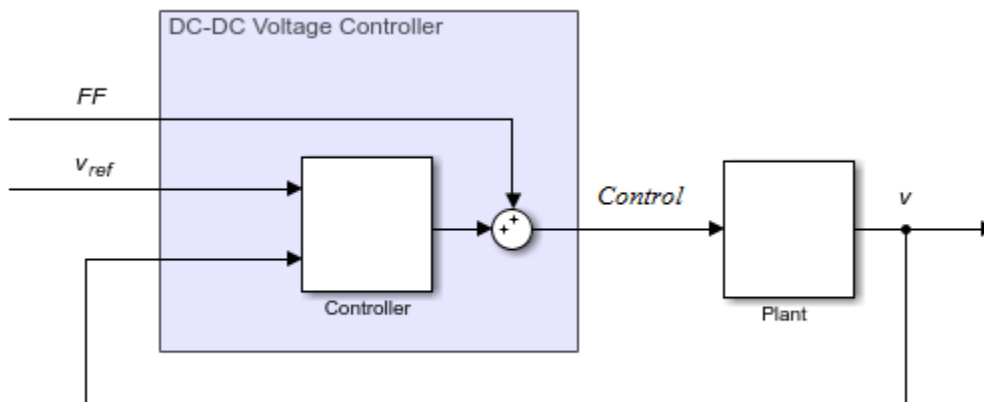 DC-DC Voltage Controller
FF
v_ref
Control
v
++
Controller
Plant